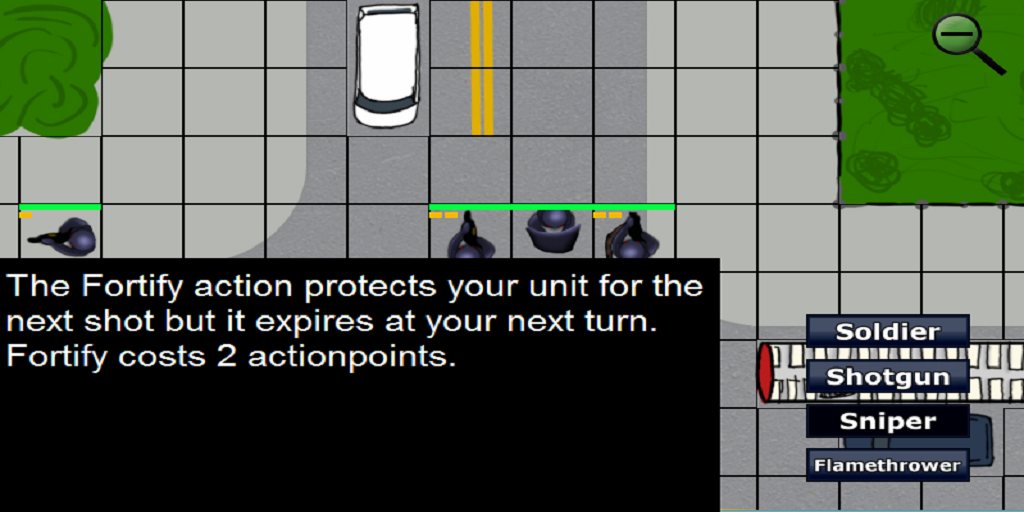 The Fortify action protects your unit for the
next shot but it expires at your next turn.
Fortify costs 2 actionpoints.
Soldier
Shotgun
Sniper
Flamethrower